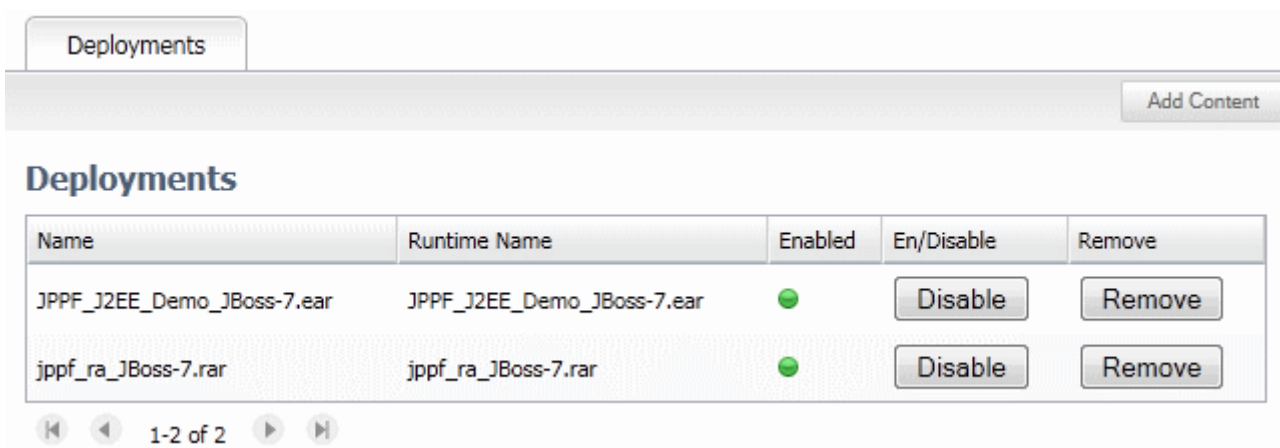 Deployments
Add Content
Deployments
Name Runtime Name Enabled En/Disable Remove
JPPF_J2EE_Demo_JBoss-7.ear JPPF_J2EE_Demo_JBoss-7.ear Disable Remove
jppf_ra_JBoss-7.rar jppf_ra_JBoss-7.rar Disable Remove
1-2 of 2